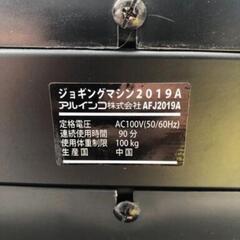 ジョギングマシン2019A
アルインコ株式会社 AFJ2019A
定格電圧 AC100V(50/60Hz)
連続使用時間 90分
使用体重制限 100kg
生産 中国